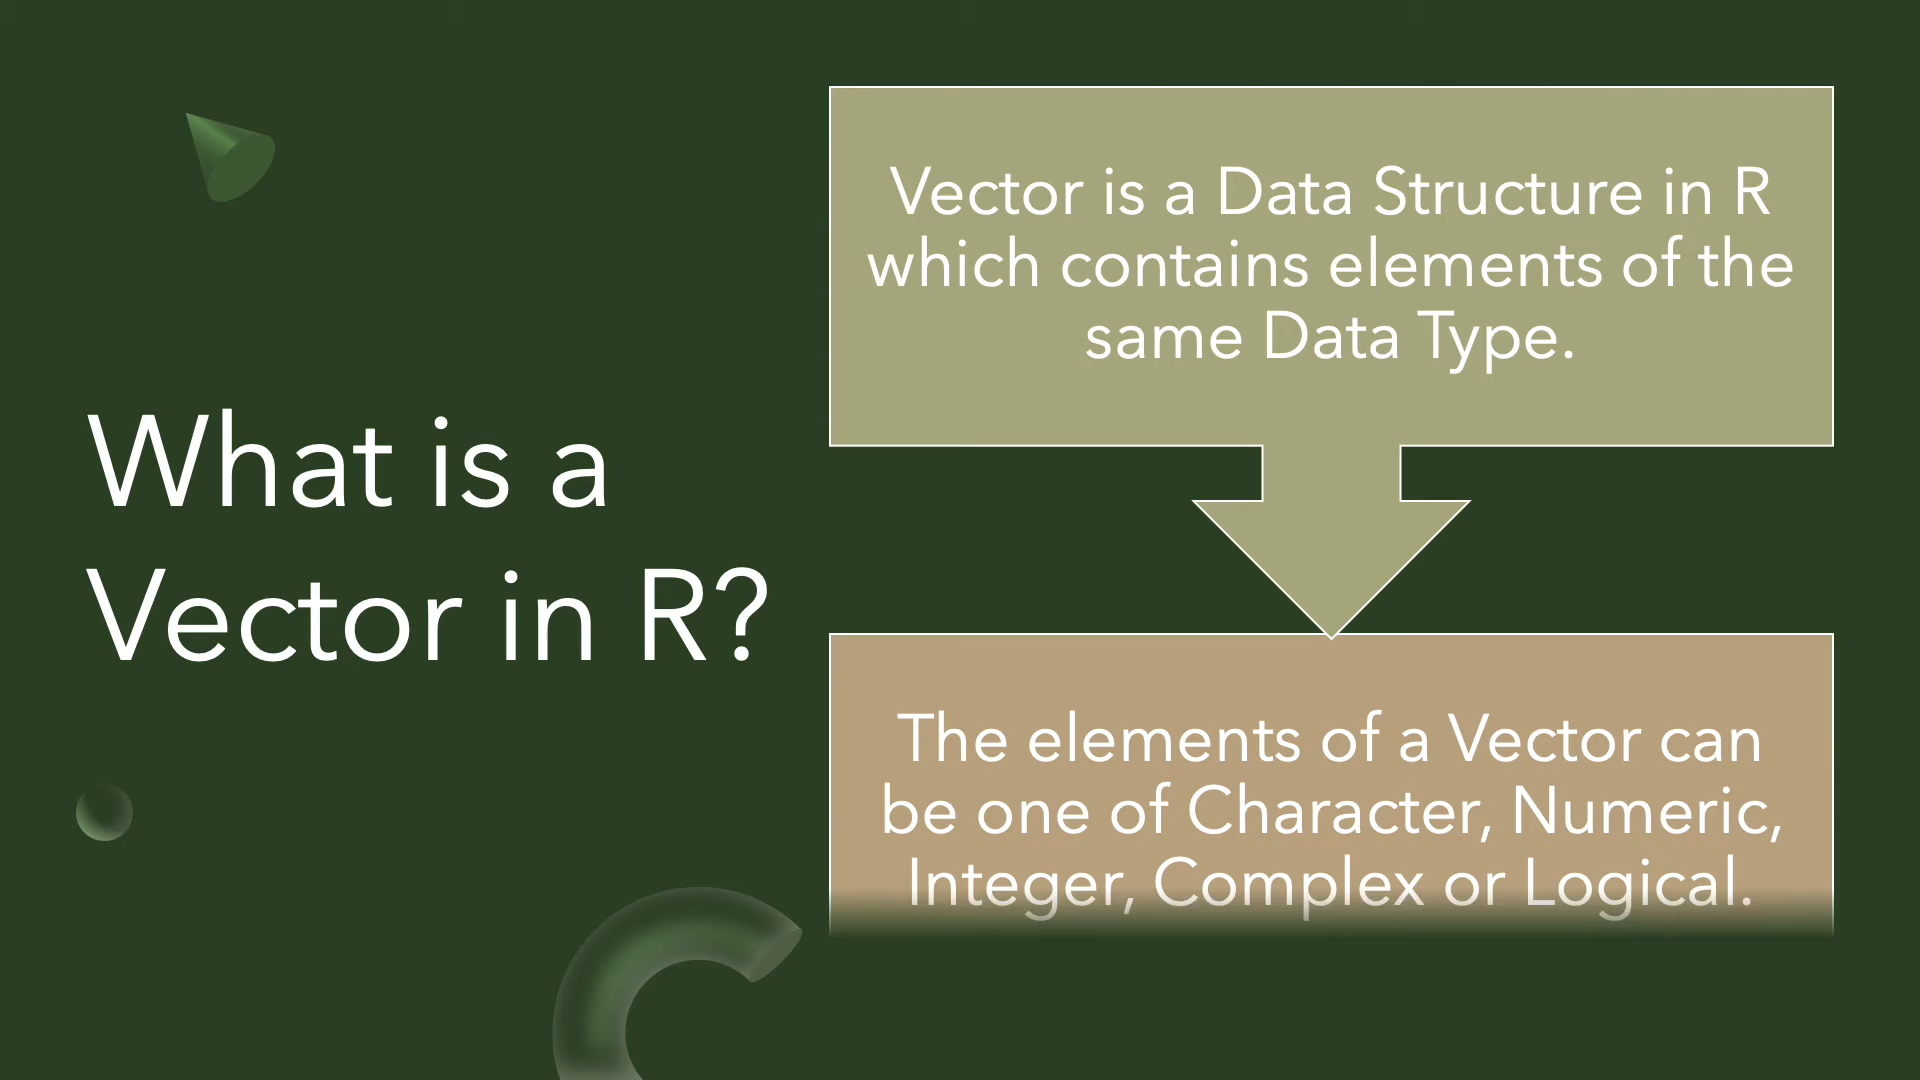 What is a
Vector in R?
Vector is a Data Structure in R
which contains elements of the
same Data Type.
The elements of a Vector can
be one of Character, Numeric,
Integer, Complex or Logical.